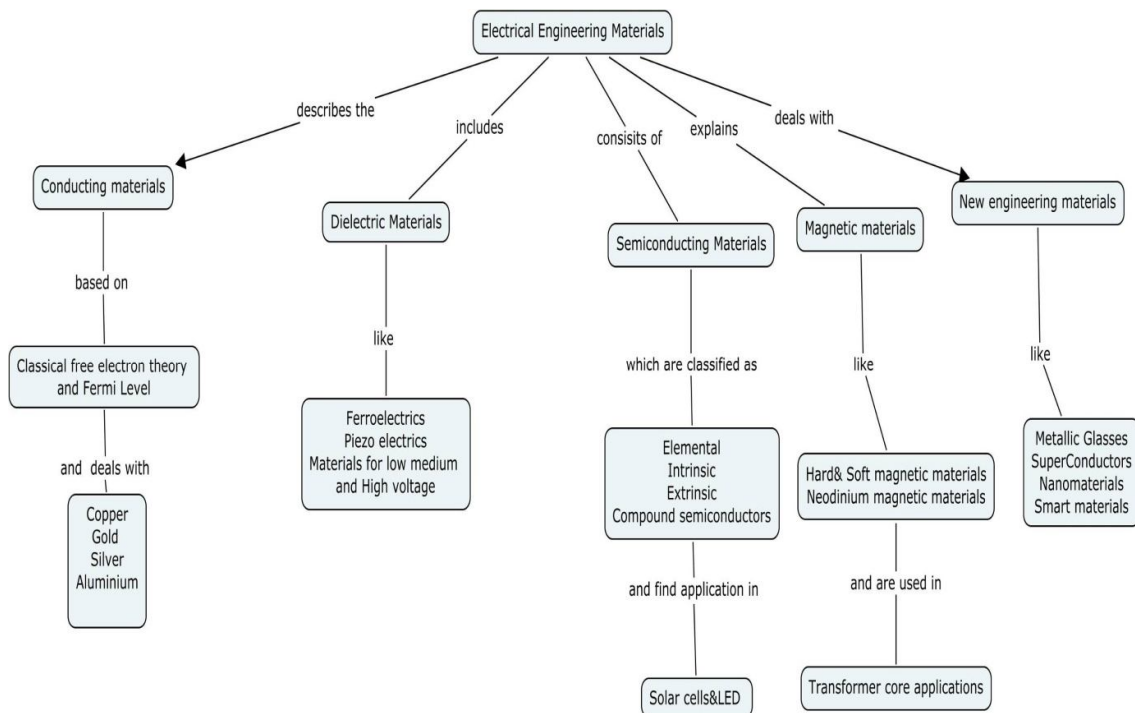 Electrical Engineering Materials
describes the
includes
consisits of
explains
deals with
Conducting materials
Dielectric Materials
Semiconducting Materials
Magnetic materials
New engineering materials
based on
like
which are classified as
like
like
Classical free electron theory
and Fermi Level
Ferroelectrics
Piezo electrics
Materials for low medium
and High voltage
Elemental
Intrinsic
Extrinsic
Compound semiconductors
Hard& Soft magnetic materials
Neodinium magnetic materials
Metallic Glasses
SuperConductors
Nanomaterials
Smart materials
and deals with
Copper
Gold
Silver
Aluminium
and find application in
and are used in
Solar cells&LED
Transformer core applications